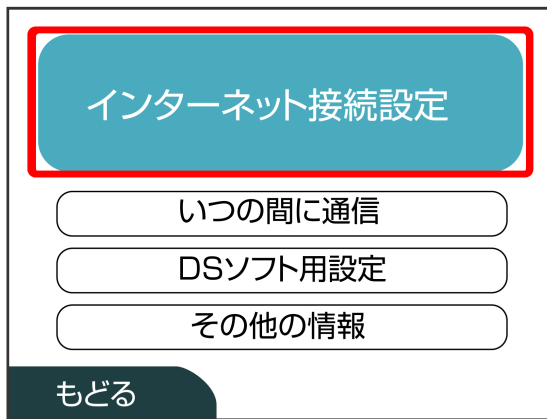 インターネット接続設定
いつの間に通信
DSソフト用設定
その他の情報
もどる